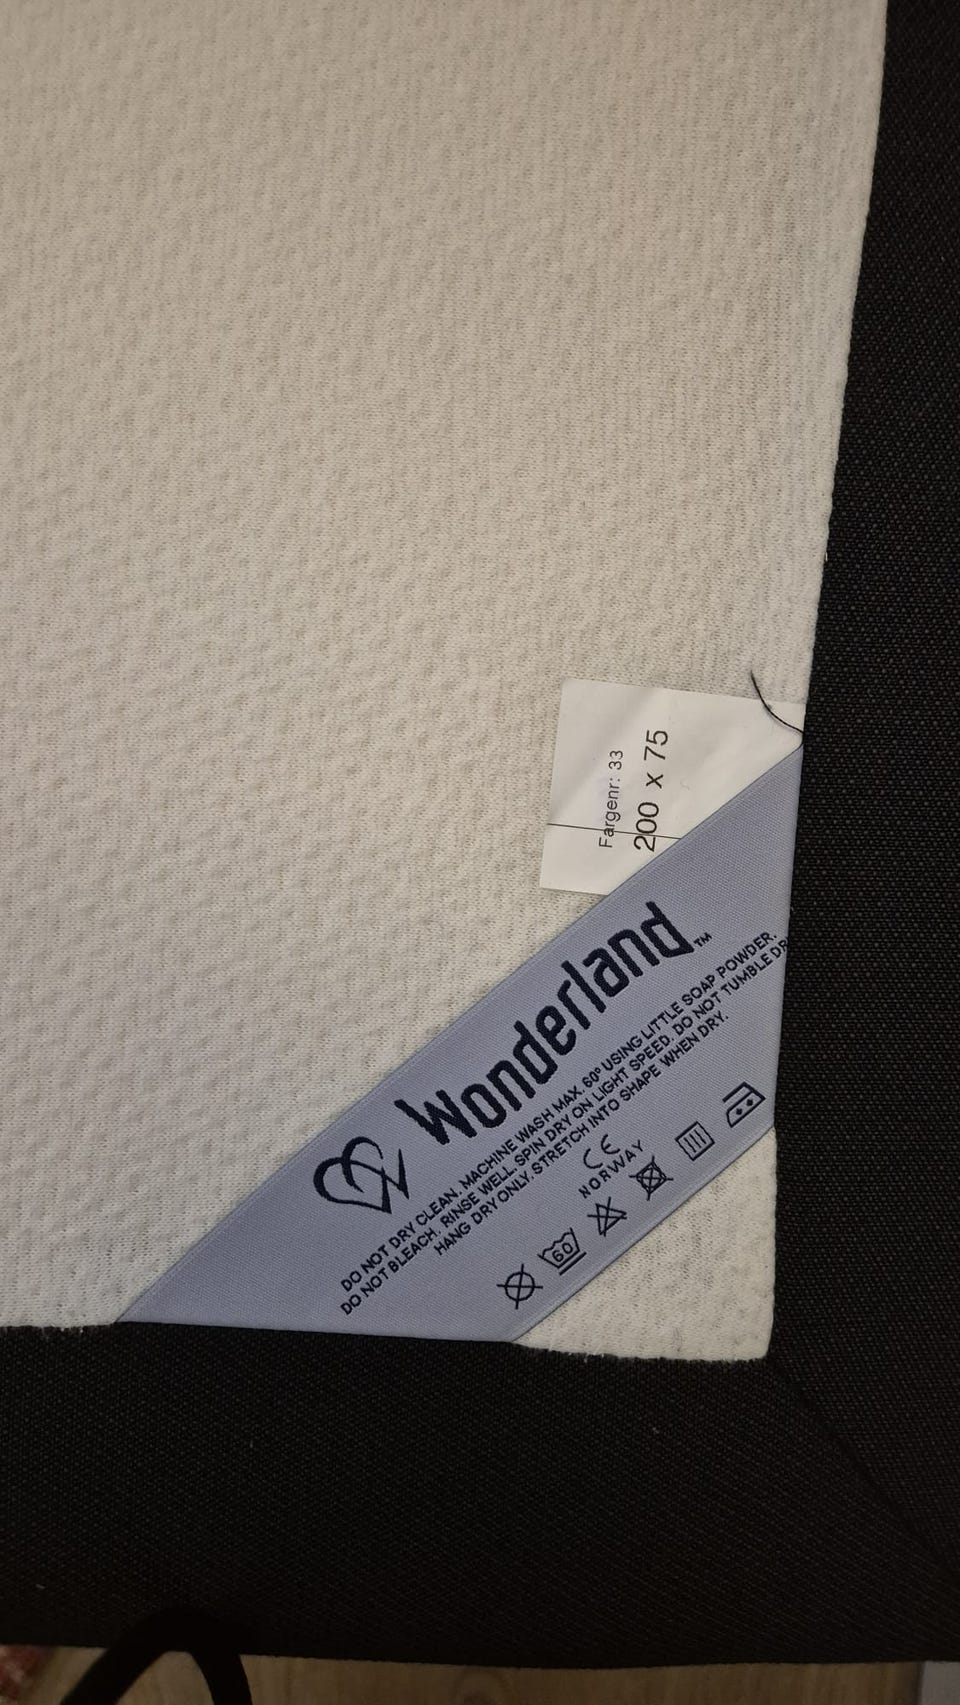 Fargenr: 33
200 x 75
Wonderland™
DO NOT DRY CLEAN. MACHINE WASH MAX. 60° USING LITTLE SOAP POWDER.
DO NOT BLEACH. RINSE WELL. SPIN DRY ON LIGHT SPEED. DO NOT TUMBLE DR
HANG DRY ONLY. STRETCH INTO SHAPE WHEN DRY.
CE
NORWAY
60